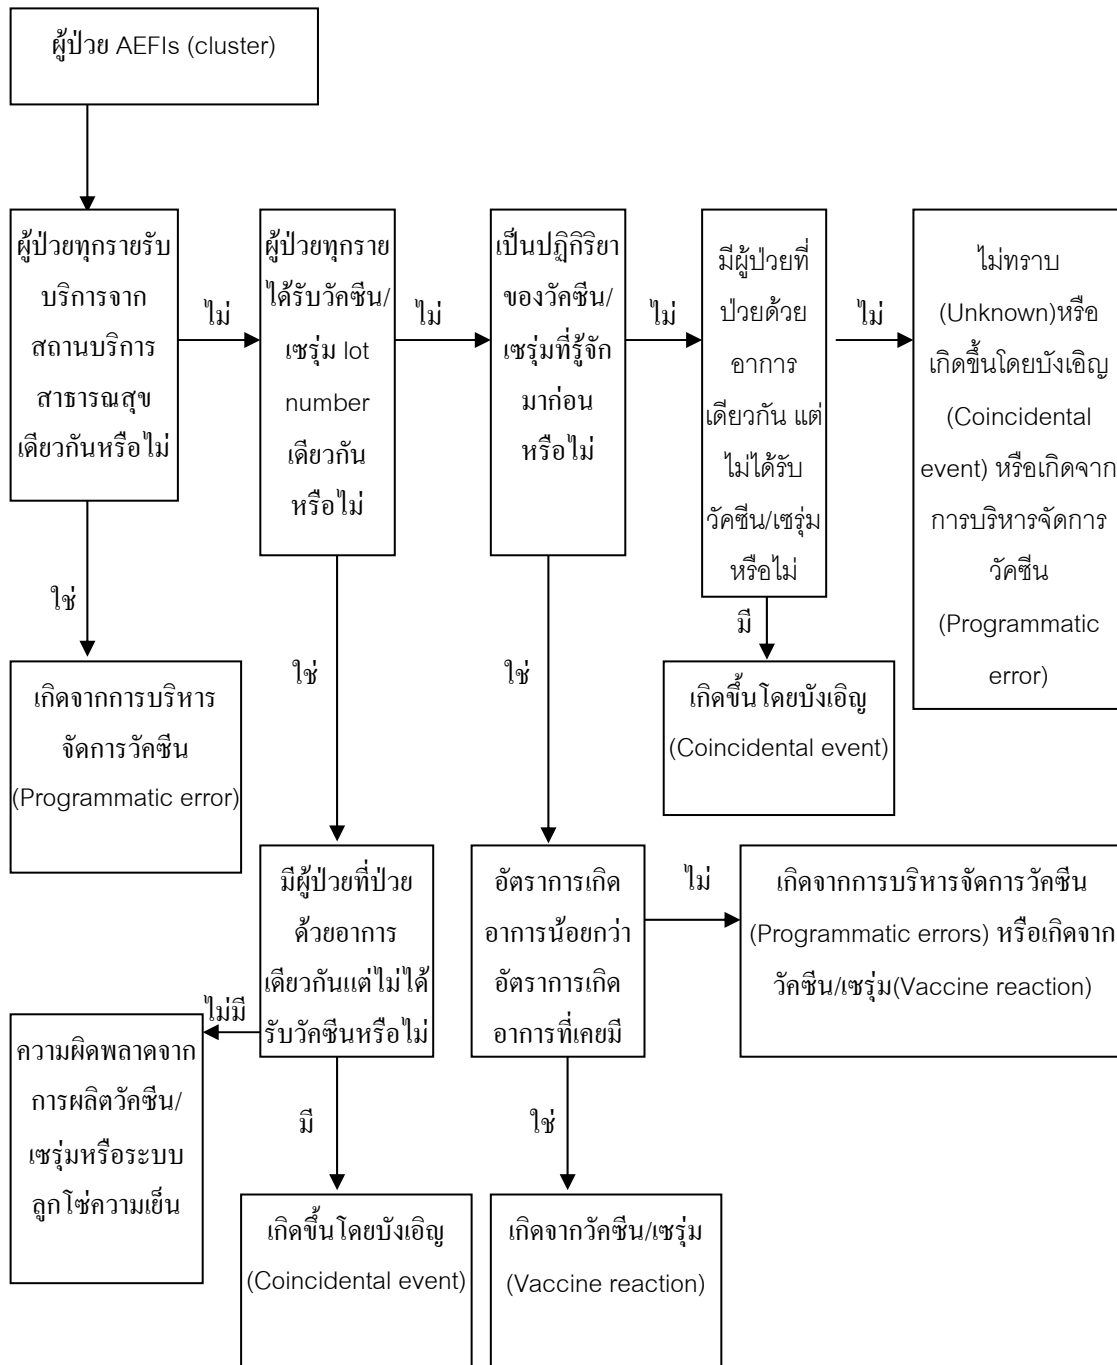 ผู้ป่วย AEFIs (cluster)
ผู้ป่วยทุกรายรับ
บริการจาก
สถานบริการ
สาธารณสุข
เดียวกันหรือไม่
ไม่
ผู้ป่วยทุกราย
ได้รับวัคซีน/
เซรุ่ม lot
number
เดียวกัน
หรือไม่
ไม่
เป็นปฏิกิริยา
ของวัคซีน/
เซรุ่มที่รู้จัก
มาก่อน
หรือไม่
ไม่
มีผู้ป่วยที่
ป่วยด้วย
อาการ
เดียวกัน แต่
ไม่ได้รับ
วัคซีน/เซรุ่ม
หรือไม่
ไม่
ไม่ทราบ
(Unknown)หรือ
เกิดขึ้นโดยบังเอิญ
(Coincidental
event) หรือเกิดจาก
การบริหารจัดการ
วัคซีน
(Programmatic
error)
ใช่
เกิดจากการบริหาร
จัดการวัคซีน
(Programmatic error)
ใช่
ใช่
มี
เกิดขึ้นโดยบังเอิญ
(Coincidental event)
มีผู้ป่วยที่ป่วย
ด้วยอาการ
เดียวกันแต่ไม่ได้
รับวัคซีนหรือไม่
ไม่มี
ความผิดพลาดจาก
การผลิตวัคซีน/
เซรุ่มหรือระบบ
ลูกโซ่ความเย็น
มี
เกิดขึ้นโดยบังเอิญ
(Coincidental event)
อัตราการเกิด
อาการน้อยกว่า
อัตราการเกิด
อาการที่เคยมี
ไม่
เกิดจากการบริหารจัดการวัคซีน
(Programmatic errors) หรือเกิดจาก
วัคซีน/เซรุ่ม(Vaccine reaction)
ใช่
เกิดจากวัคซีน/เซรุ่ม
(Vaccine reaction)